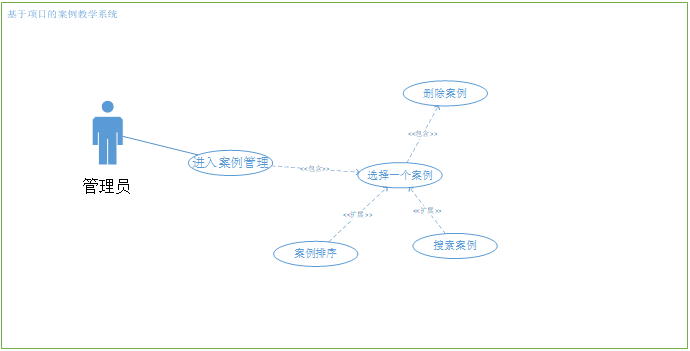 基于项目的案例教学系统
删除案例
<<包含>>
进入案例管理
<<包含>>
选择一个案例
管理员
<<扩展>>
<<扩展>>
案例排序
搜素案例